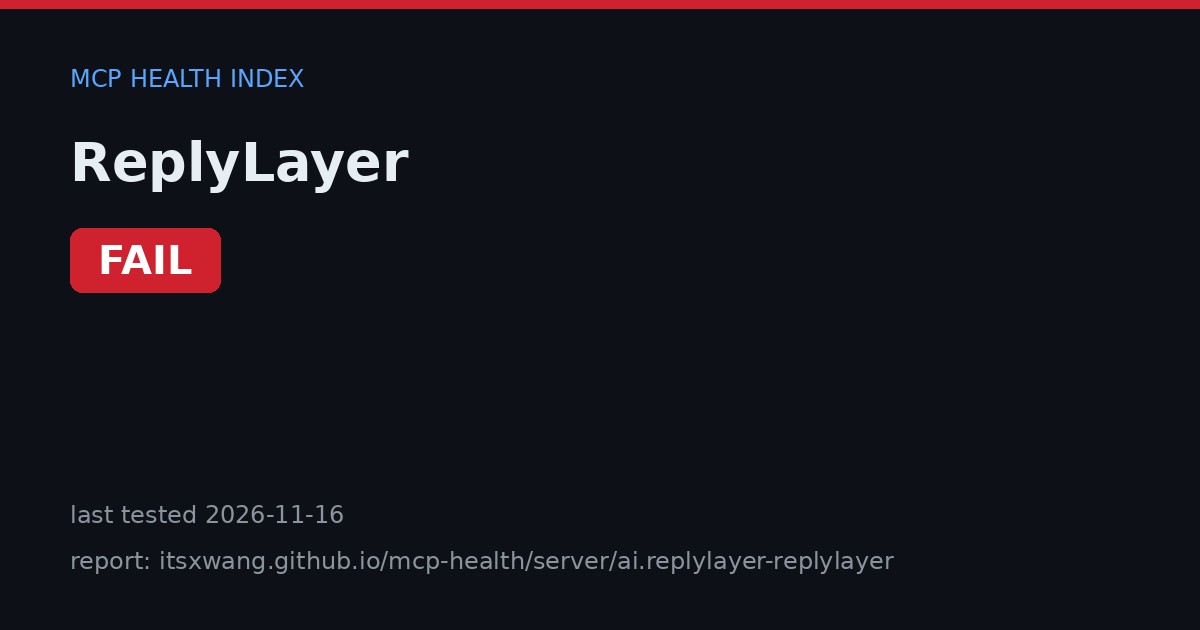 MCP HEALTH INDEX
ReplyLayer
FAIL
last tested 2026-11-16
report: itsxwang.github.io/mcp-health/server/ai.replylayer-replylayer